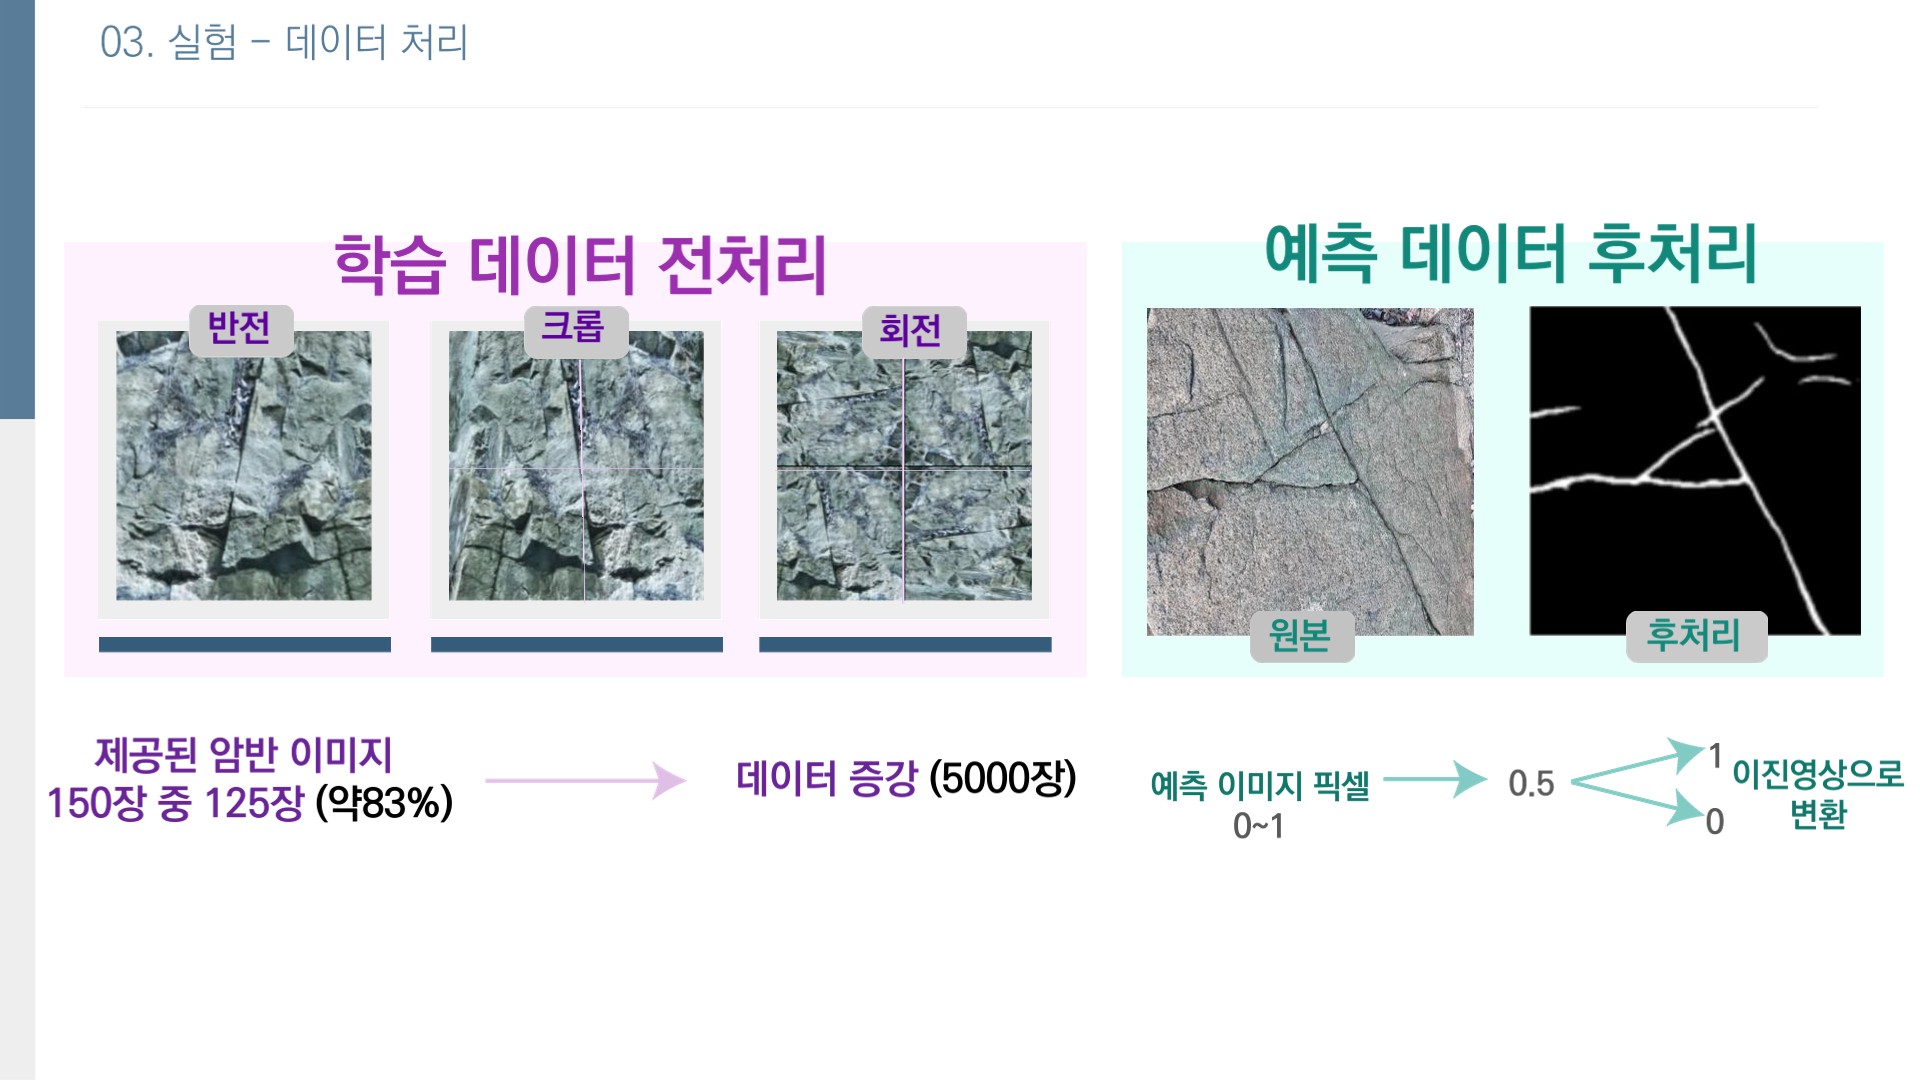 03. 실험 – 데이터 처리
학습 데이터 전처리
반전
크롭
회전
제공된 암반 이미지
150장 중 125장 (약83%)
데이터 증강 (5000장)
예측 데이터 후처리
원본
후처리
예측 이미지 픽셀
0~1
0.5
1
0
이진영상으로
변환